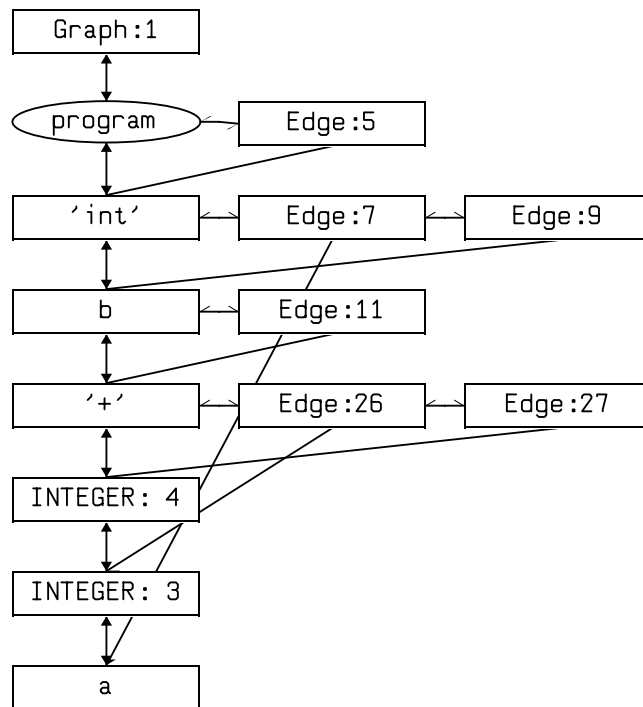 Graph:1
program
Edge:5
'int'
Edge:7
Edge:9
b
Edge:11
'+'
Edge:26
Edge:27
INTEGER: 4
INTEGER: 3
a